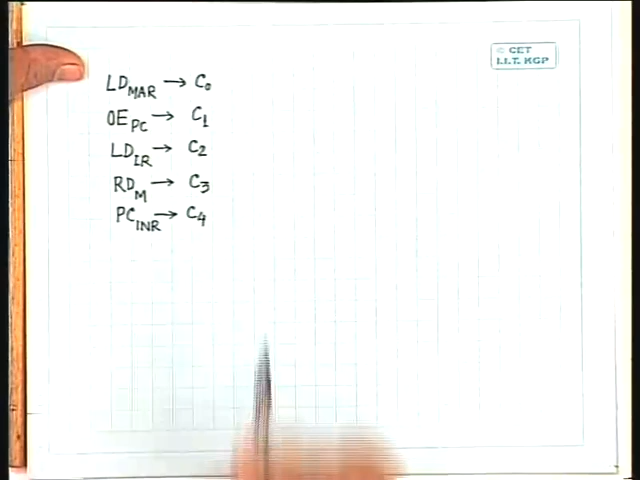 © CET
I.I.T. KGP
LD_MAR → C_0
OE_PC → C_1
LD_IR → C_2
RD_M → C_3
PC_INR → C_4